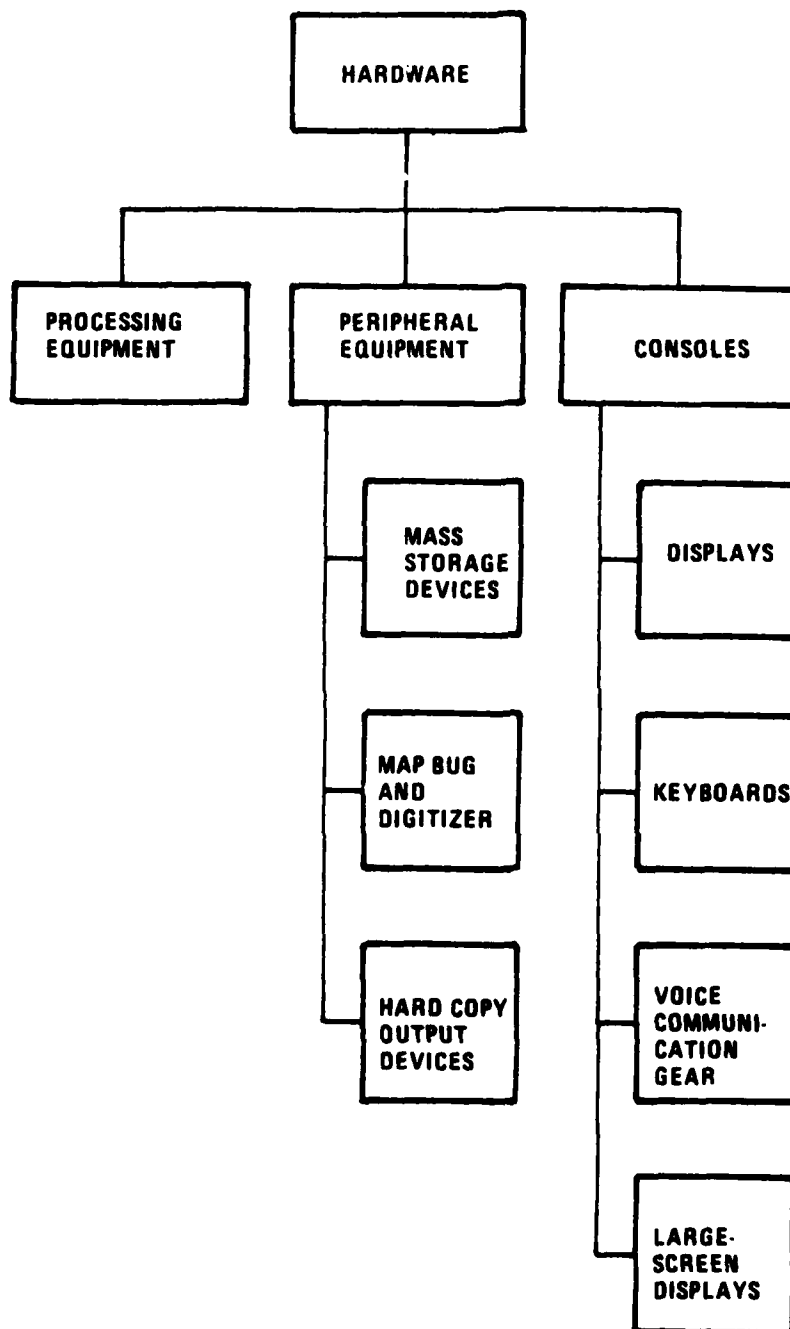 HARDWARE
PROCESSING
EQUIPMENT
PERIPHERAL
EQUIPMENT
CONSOLES
MASS
STORAGE
DEVICES
MAP BUG
AND
DIGITIZER
HARD COPY
OUTPUT
DEVICES
DISPLAYS
KEYBOARDS
VOICE
COMMUNI-
CATION
GEAR
LARGE-
SCREEN
DISPLAYS